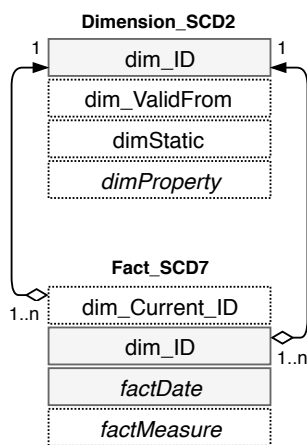 Dimension_SCD2
1
1
dim_ID
dim_ValidFrom
dimStatic
dimProperty
Fact_SCD7
dim_Current_ID
1..n
dim_ID
1..n
factDate
factMeasure